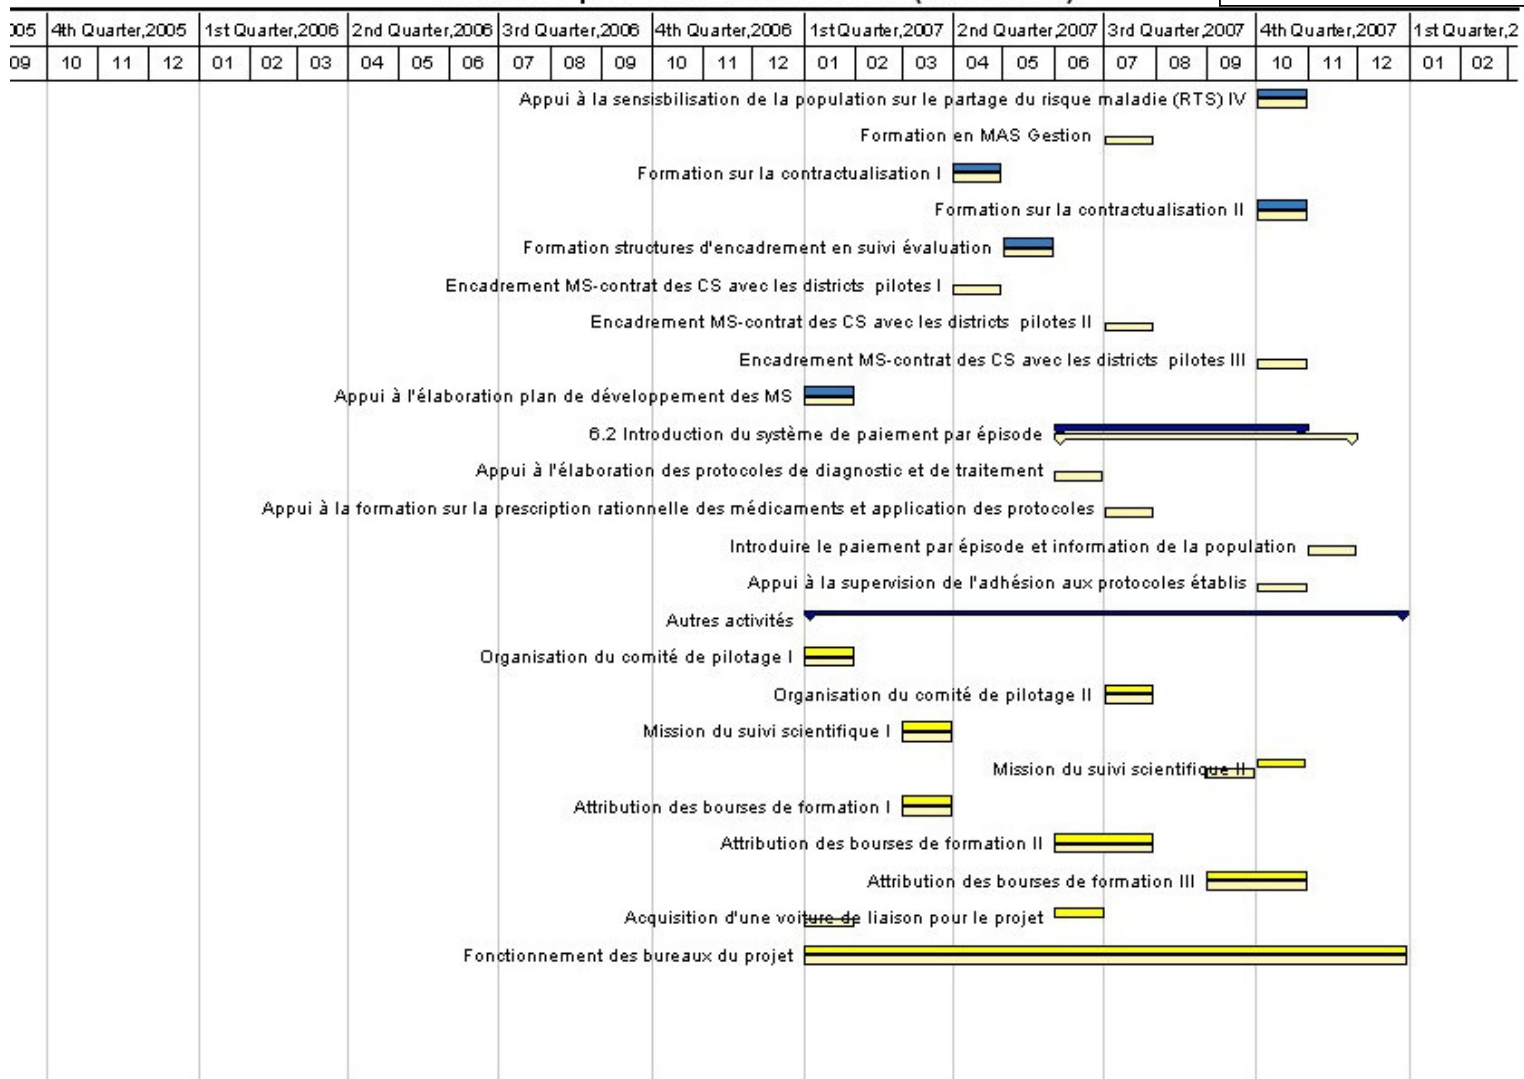 05 4th Quarter,2005 1st Quarter,2006 2nd Quarter,2006 3rd Quarter,2006 4th Quarter,2006 1st Quarter,2007 2nd Quarter,2007 3rd Quarter,2007 4th Quarter,2007 1st Quarter,2
09 10 11 12 01 02 03 04 05 06 07 08 09 10 11 12 01 02 03 04 05 06 07 08 09 10 11 12 01 02
Appui à la sensisbilisation de la population sur le partage du risque maladie (RTS) IV
Formation en MAS Gestion
Formation sur la contractualisation I
Formation sur la contractualisation II
Formation structures d'encadrement en suivi évaluation
Encadrement MS-contrat des CS avec les districts pilotes I
Encadrement MS-contrat des CS avec les districts pilotes II
Encadrement MS-contrat des CS avec les districts pilotes III
Appui à l'élaboration plan de développement des MS
6.2 Introduction du système de paiement par épisode
Appui à l'élaboration des protocoles de diagnostic et de traitement
Appui à la formation sur la prescription rationnelle des médicaments et application des protocoles
Introduire le paiement par épisode et information de la population
Appui à la supervision de l'adhésion aux protocoles établis
Autres activités
Organisation du comité de pilotage I
Organisation du comité de pilotage II
Mission du suivi scientifique I
Mission du suivi scientifique II
Attribution des bourses de formation I
Attribution des bourses de formation II
Attribution des bourses de formation III
Acquisition d'une voiture de liaison pour le projet
Fonctionnement des bureaux du projet